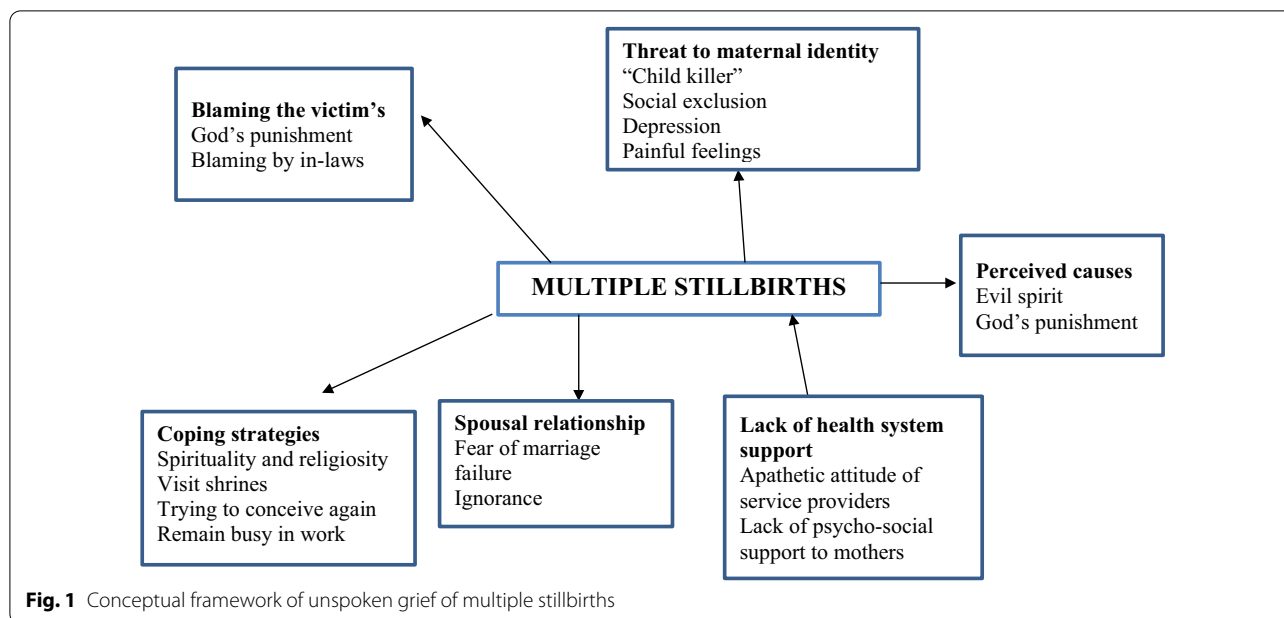 Threat to maternal identity
“Child killer”
Social exclusion
Depression
Painful feelings
Blaming the victim’s
God’s punishment
Blaming by in-laws
MULTIPLE STILLBIRTHS
Perceived causes
Evil spirit
God’s punishment
Coping strategies
Spirituality and religiosity
Visit shrines
Trying to conceive again
Remain busy in work
Spousal relationship
Fear of marriage
failure
Ignorance
Lack of health system
support
Apathetic attitude of
service providers
Lack of psycho-social
support to mothers
Fig. 1 Conceptual framework of unspoken grief of multiple stillbirths